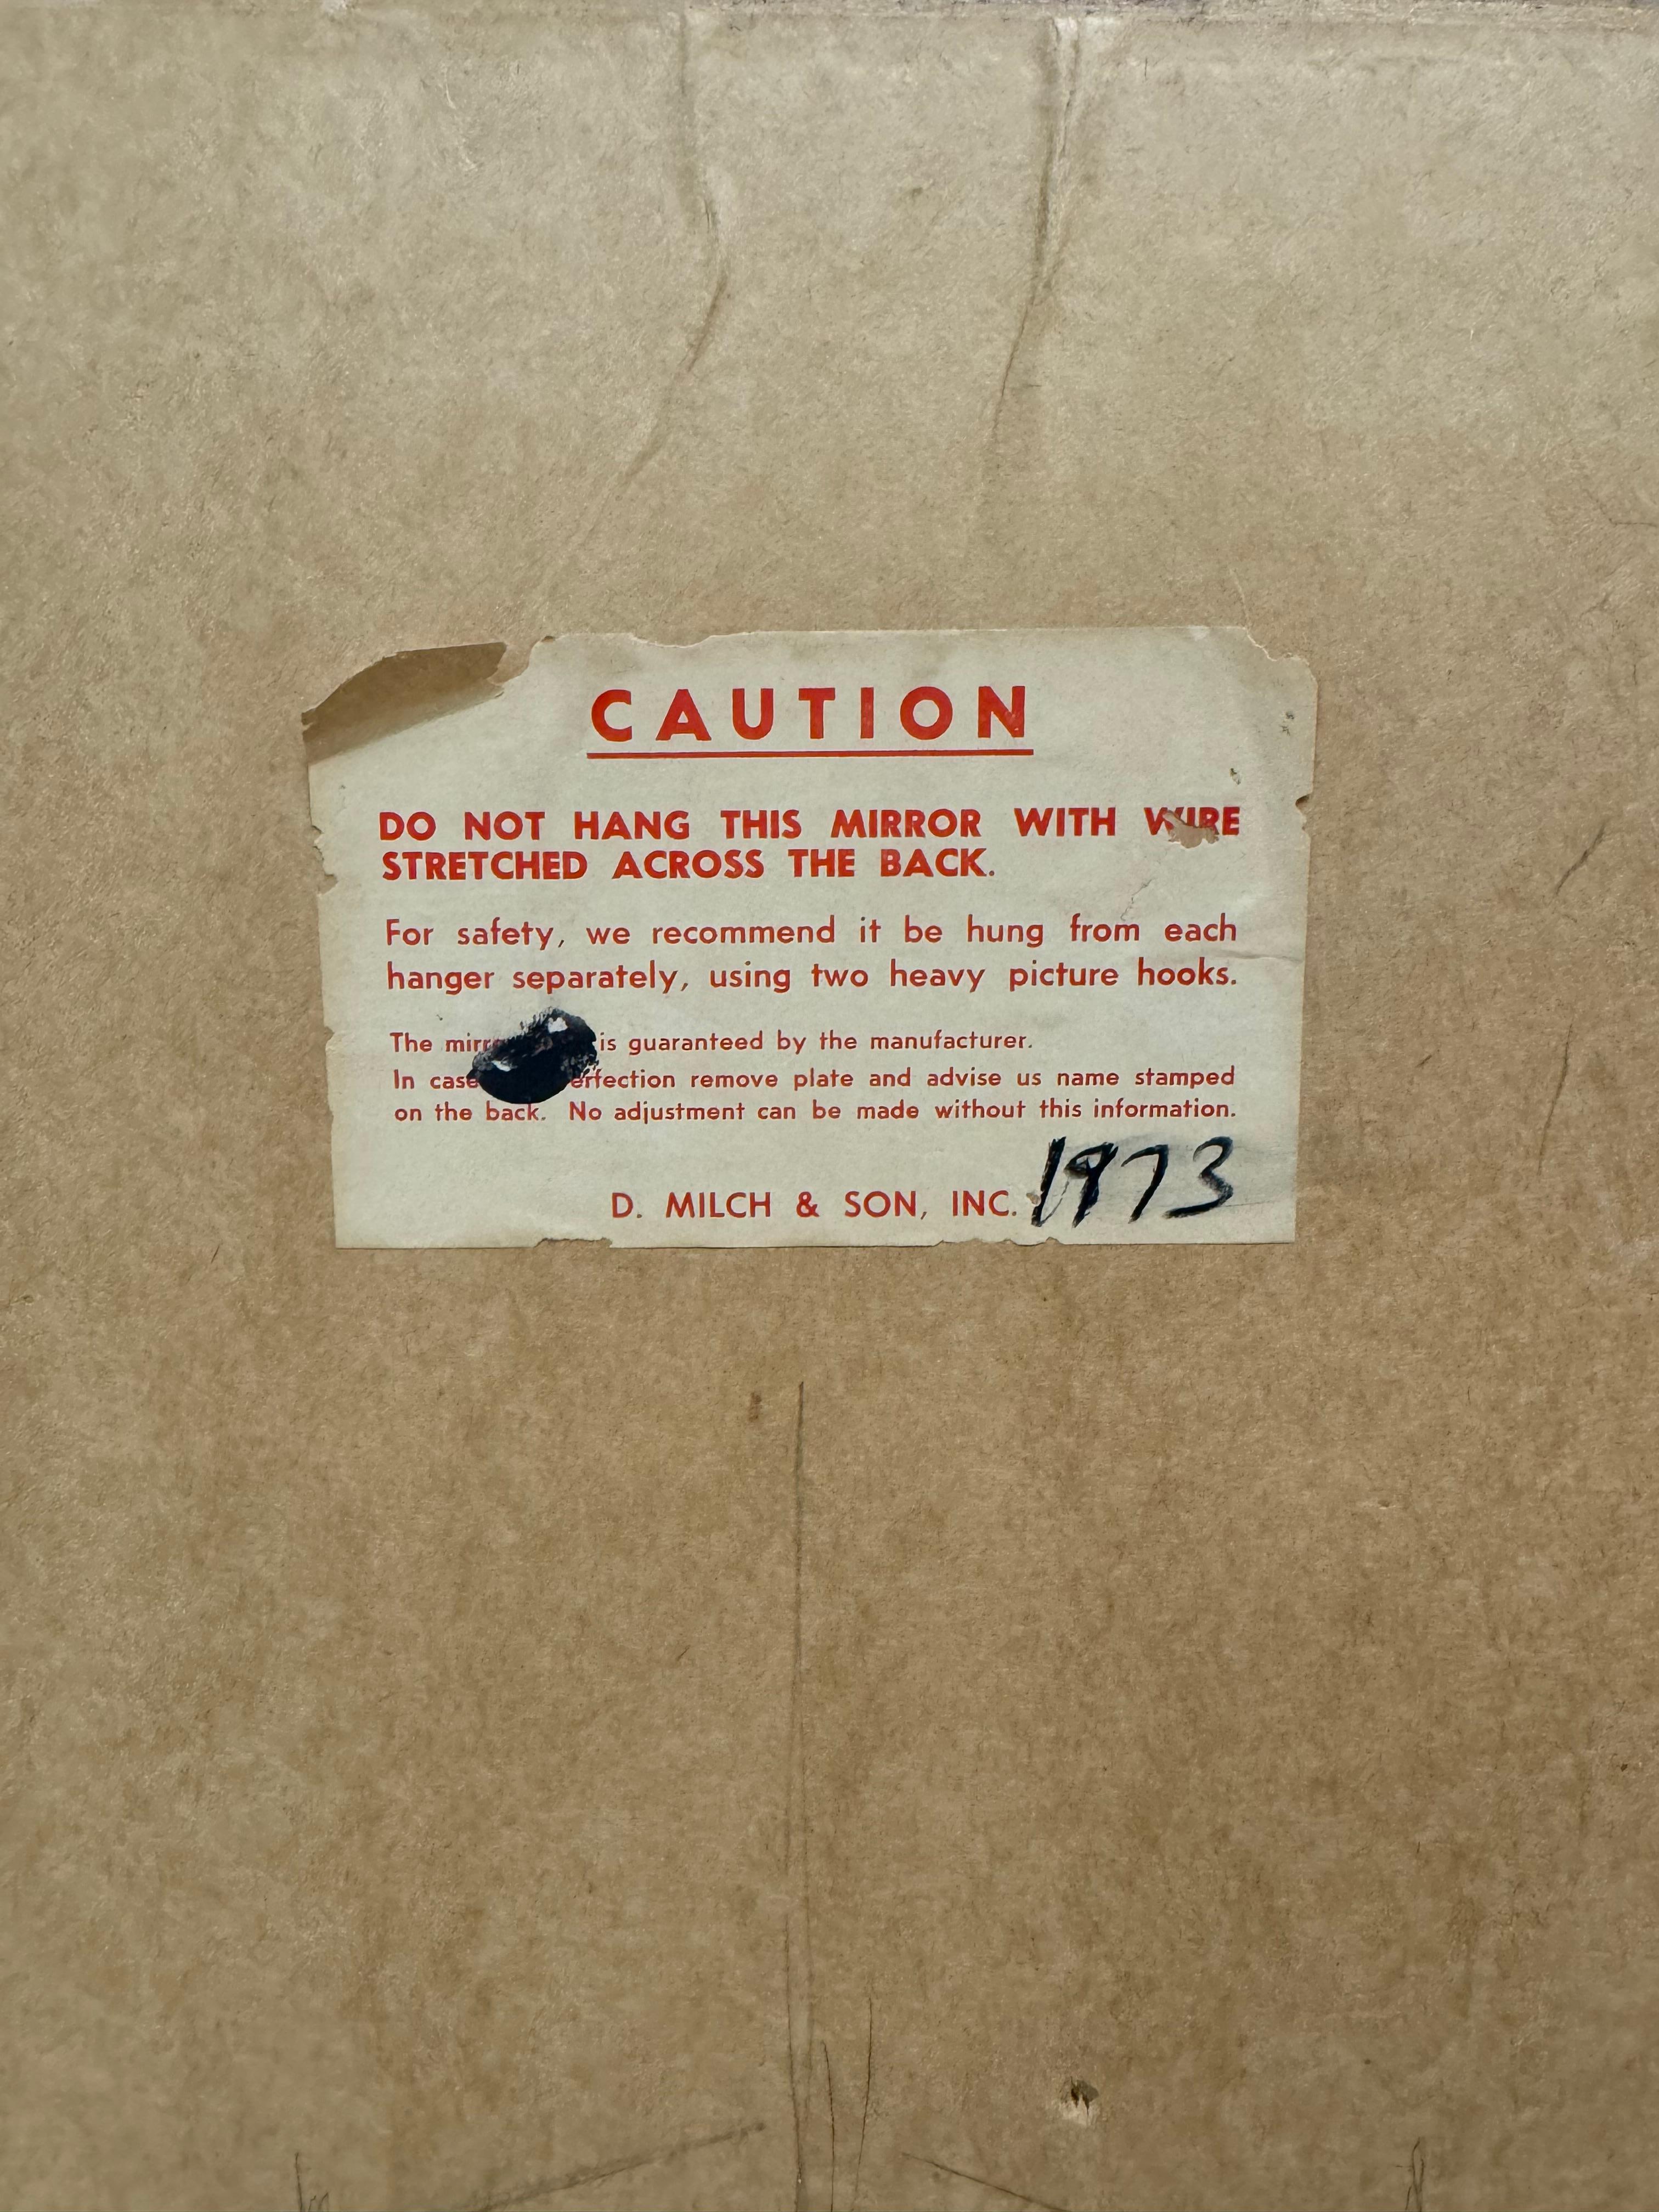 CAUTION
DO NOT HANG THIS MIRROR WITH WIRE
STRETCHED ACROSS THE BACK.
For safety, we recommend it be hung from each
hanger separately, using two heavy picture hooks.
The is guaranteed by the manufacturer.
In case remove plate and advise us name stamped
on the back. No adjustment can be made without this information.
D. MILCH & SON, INC. 1973